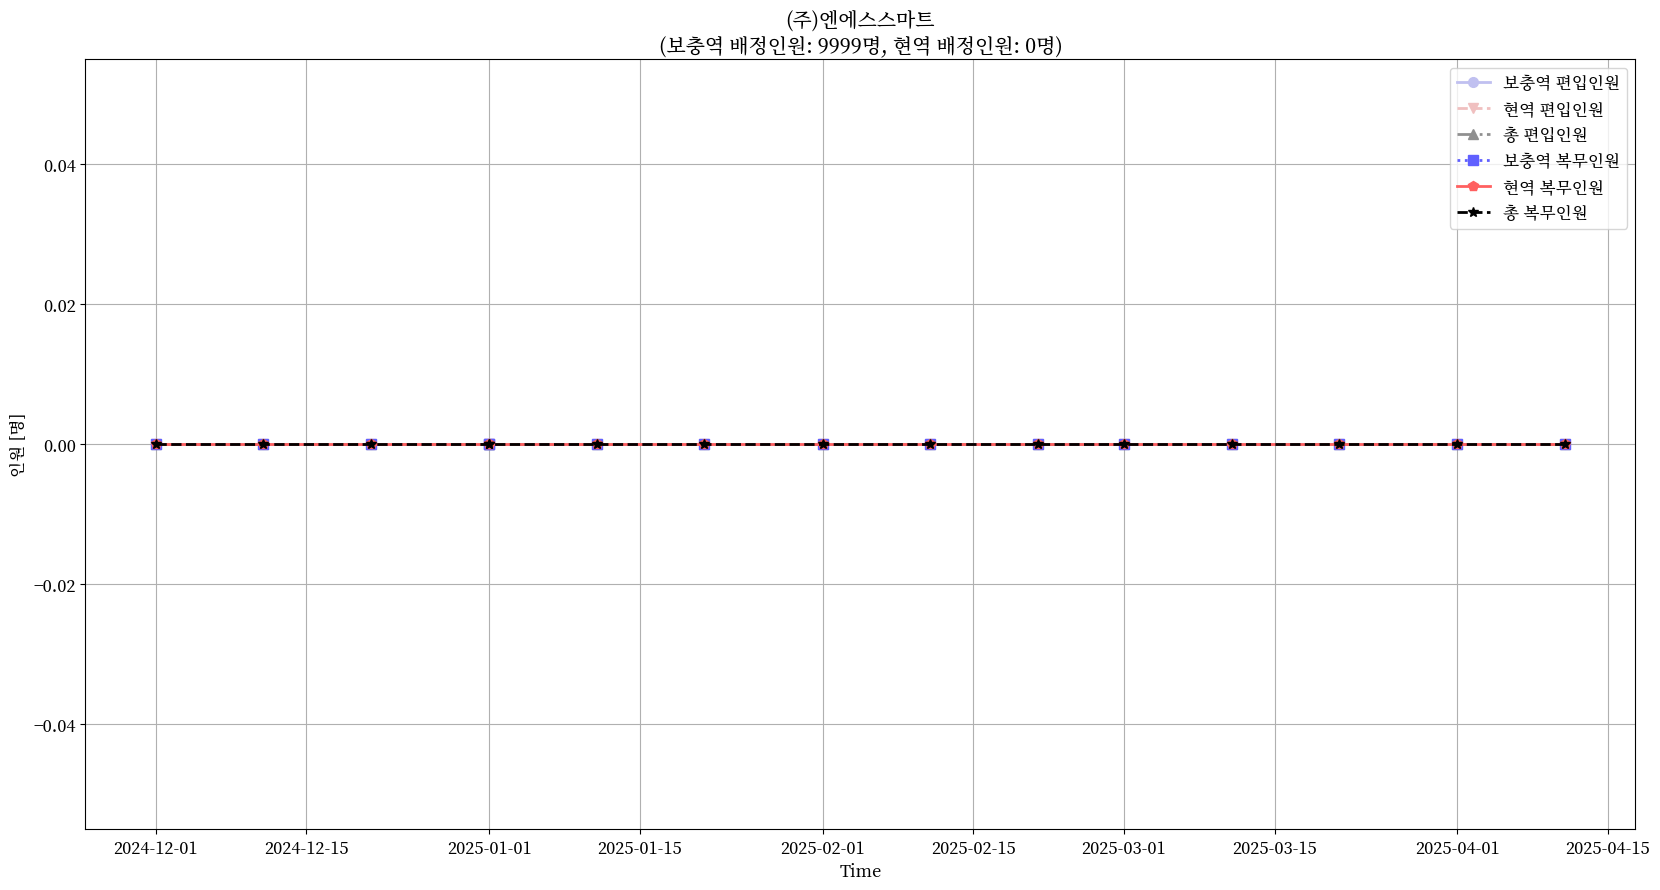 (주)엔에스스마트
(보충역 배정인원: 9999명, 현역 배정인원: 0명)
보충역 편입인원
현역 편입인원
총 편입인원
보충역 복무인원
현역 복무인원
총 복무인원
인원 [명]
0.04
0.02
0.00
−0.02
−0.04
2024-12-01 2024-12-15 2025-01-01 2025-01-15 2025-02-01 2025-02-15 2025-03-01 2025-03-15 2025-04-01 2025-04-15
Time